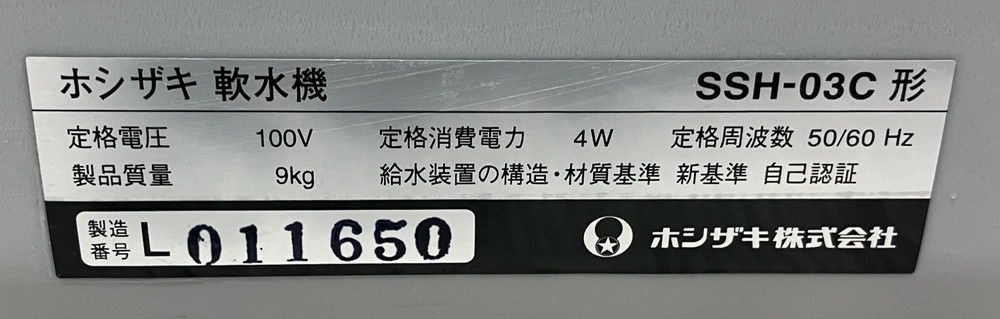 ホシザキ 軟水機 SSH-03C 形
定格電圧 100V 定格消費電力 4W 定格周波数 50/60 Hz
製品質量 9kg 給水装置の構造・材質基準 新基準 自己認証
製造番号 L 011650 ホシザキ株式会社